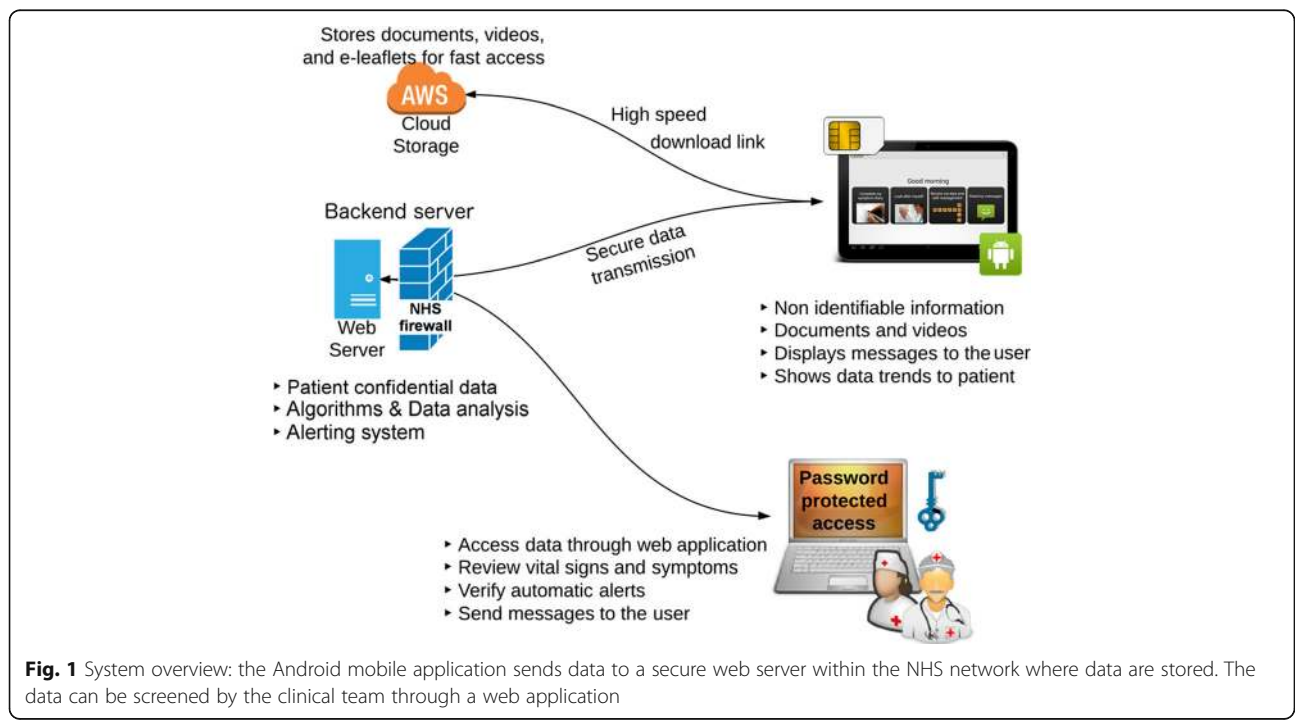 Stores documents, videos,
and e-leaflets for fast access
AWS
Cloud
Storage
High speed
download link
Good morning
Backend server
Secure data
transmission
NHS
firewall
Web
Server
▸ Patient confidential data
▸ Algorithms & Data analysis
▸ Alerting system
▸ Non identifiable information
▸ Documents and videos
▸ Displays messages to the user
▸ Shows data trends to patient
Password
protected
access
▸ Access data through web application
▸ Review vital signs and symptoms
▸ Verify automatic alerts
▸ Send messages to the user
Fig. 1 System overview: the Android mobile application sends data to a secure web server within the NHS network where data are stored. The
data can be screened by the clinical team through a web application